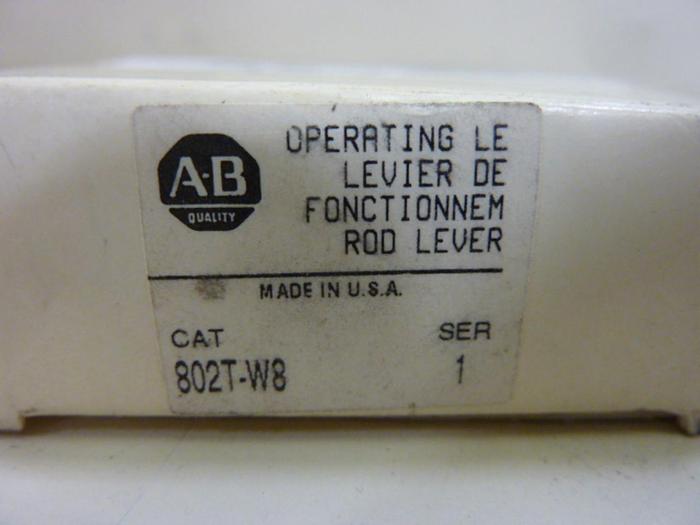 A-B
QUALITY
OPERATING LE
LEVIER DE
FONCTIONNEM
ROD LEVER
MADE IN U.S.A.
CAT SER
802T-W8 1